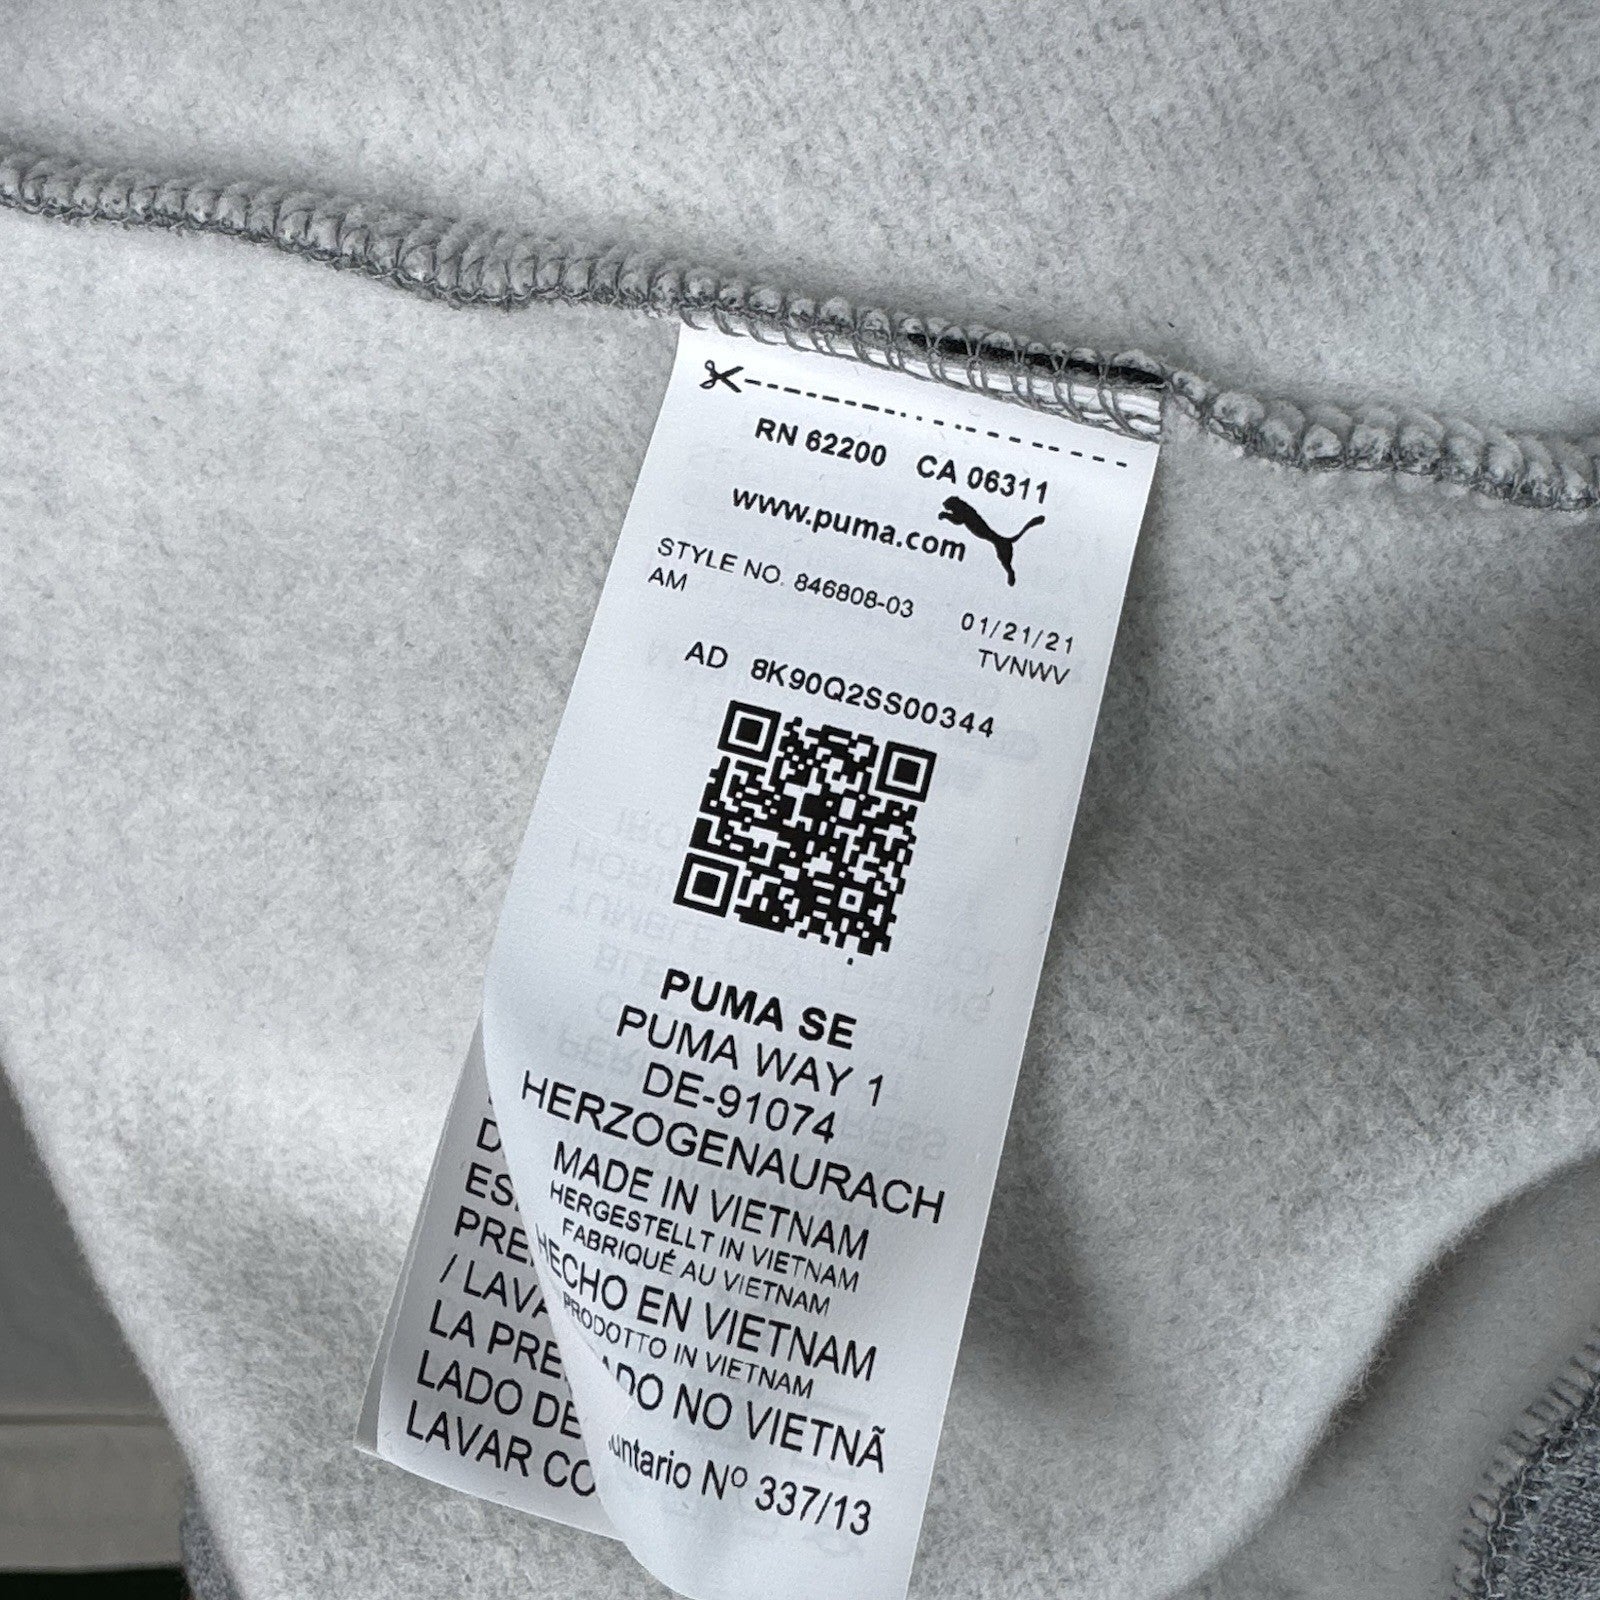 RN 62200 CA 06311
www.puma.com
STYLE NO. 846808-03 01/21/21
AM TVNWV
AD 8K90Q2SS00344
PUMA SE
PUMA WAY 1
DE-91074
HERZOGENAURACH
MADE IN VIETNAM
HERGESTELLT IN VIETNAM
FABRIQUÉ AU VIETNAM
HECHO EN VIETNAM
PRODOTTO IN VIETNAM
NO VIETNÃ
Nº 337/13
/ LAVA
LA PRE
LADO DE
LAVAR CO